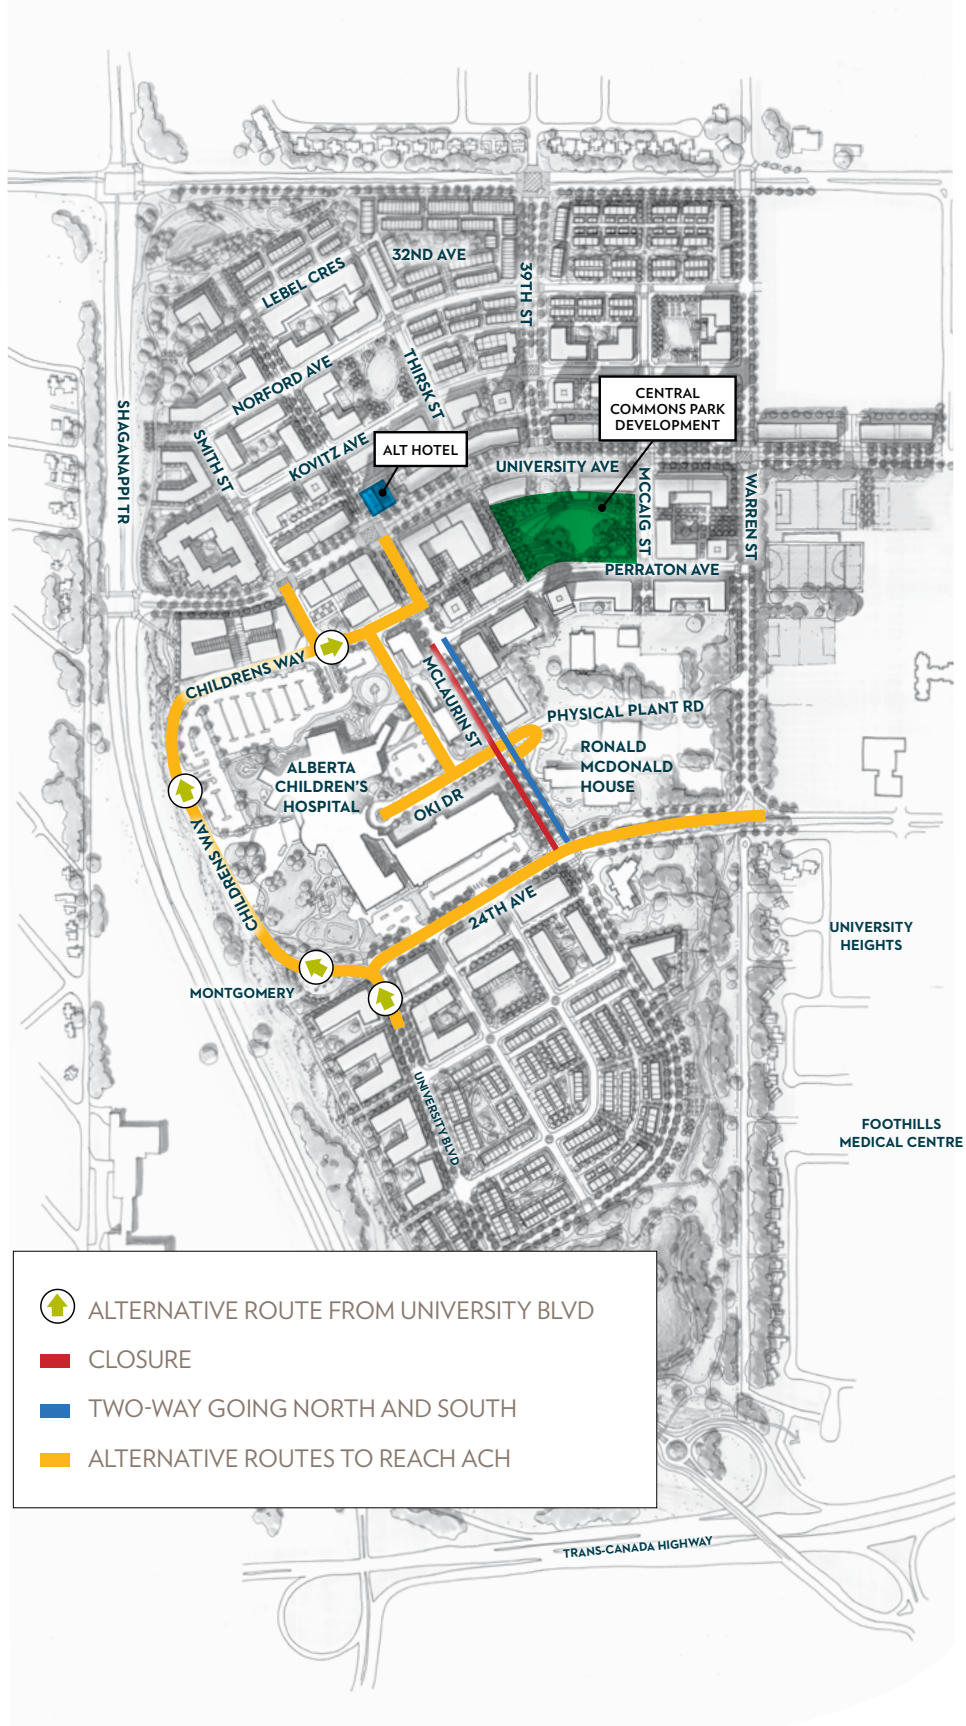 32ND AVE
LEBEL CRES
39TH ST
NORFORD AVE
THIRSK ST
CENTRAL
COMMONS PARK
DEVELOPMENT
SHAGANAPPI TR
SMITH ST
KOVITZ AVE
ALT HOTEL
UNIVERSITY AVE
MCCAIG ST
WARREN ST
PERRATON AVE
CHILDRENS WAY
MCLAURIN ST
PHYSICAL PLANT RD
RONALD
MCDONALD
HOUSE
ALBERTA
CHILDREN'S
HOSPITAL
OKI DR
CHILDRENS WAY
24TH AVE
UNIVERSITY
HEIGHTS
MONTGOMERY
UNIVERSITY BLVD
FOOTHILLS
MEDICAL CENTRE
ALTERNATIVE ROUTE FROM UNIVERSITY BLVD
CLOSURE
TWO-WAY GOING NORTH AND SOUTH
ALTERNATIVE ROUTES TO REACH ACH
TRANS-CANADA HIGHWAY